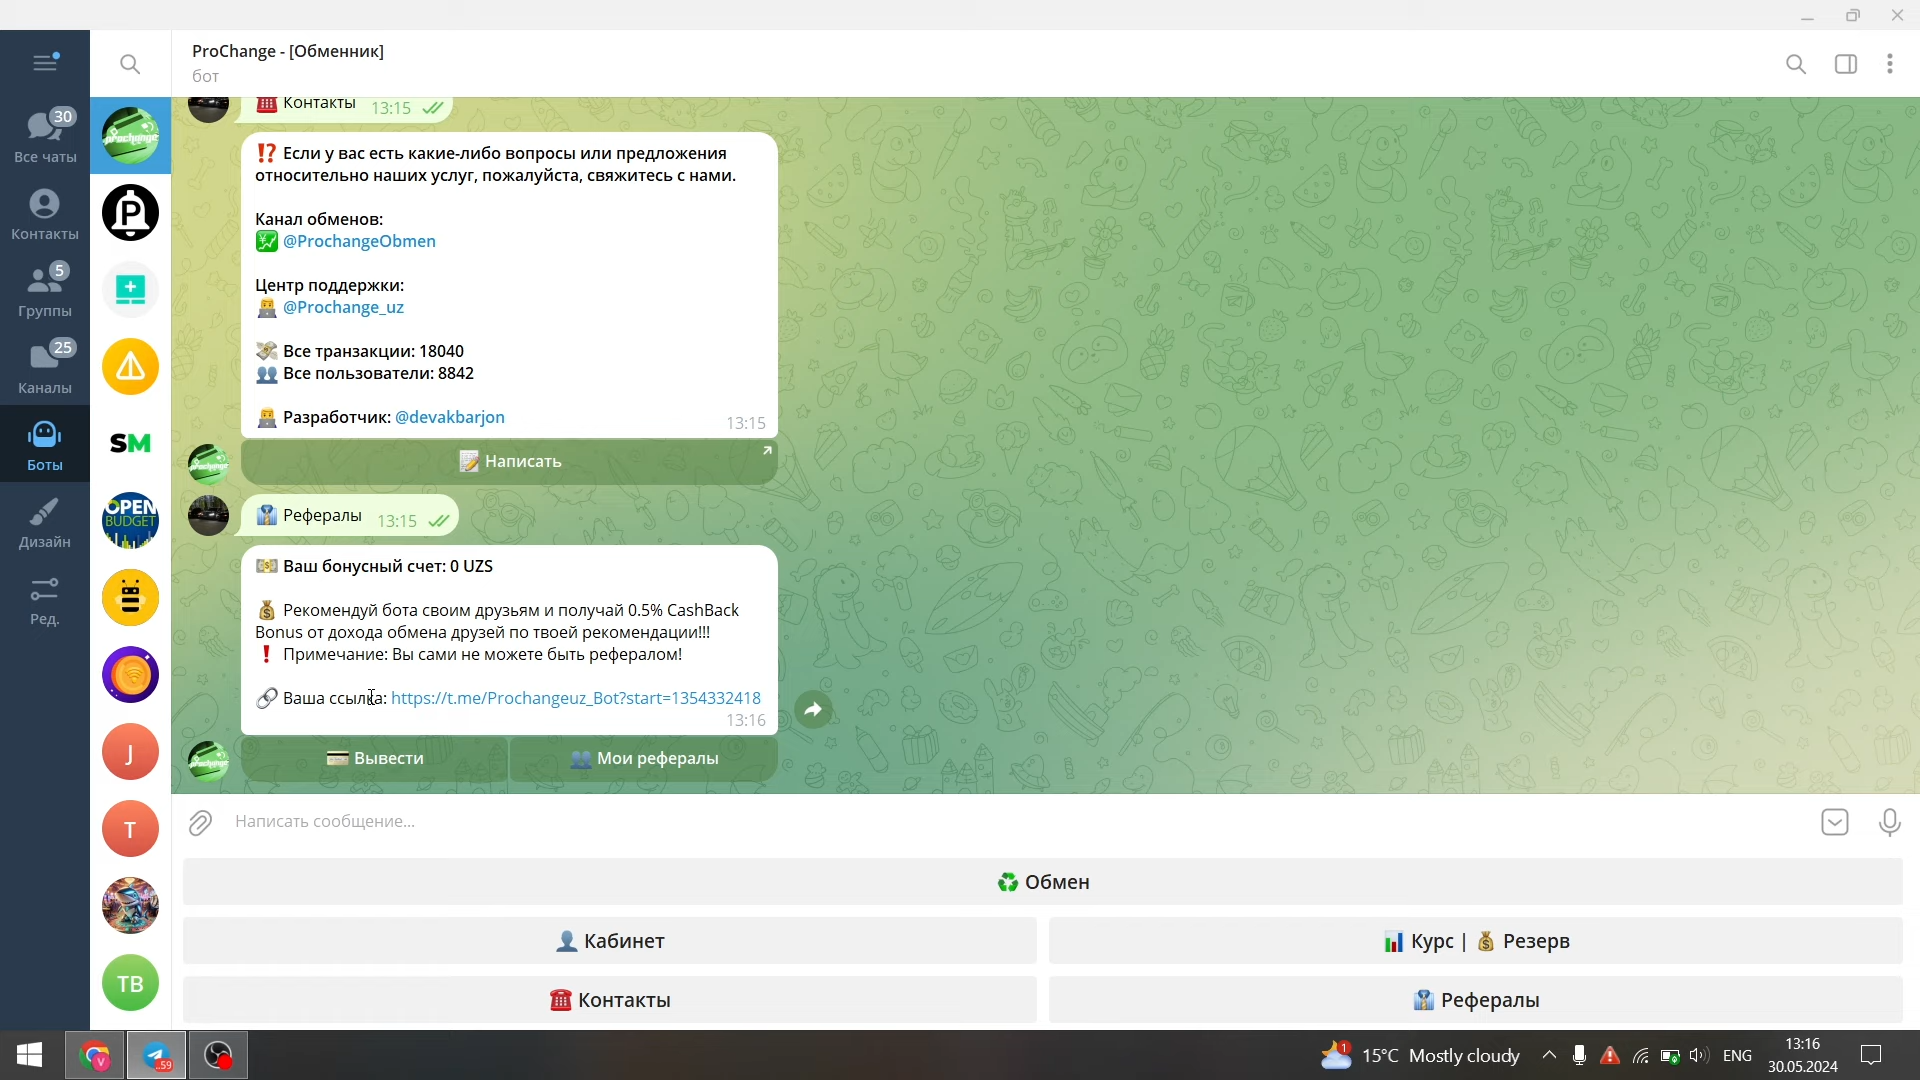 ProChange - [Обменник]
бот
30
Все чаты
Контакты
5
Группы
25
Каналы
Боты
Дизайн
Ред.
prochange
P
SM
OPEN
BUDGET
J
T
TB
☎️ Контакты 13:15
⁉️ Если у вас есть какие-либо вопросы или предложения
относительно наших услуг, пожалуйста, свяжитесь с нами.
Канал обменов:
💹 @ProchangeObmen
Центр поддержки:
👨‍💻 @Prochange_uz
💸 Все транзакции: 18040
👥 Все пользователи: 8842
👨‍💻 Разработчик: @devakbarjon 13:15
📝 Написать
👔 Рефералы 13:15
💵 Ваш бонусный счет: 0 UZS
💰 Рекомендуй бота своим друзьям и получай 0.5% CashBack
Bonus от дохода обмена друзей по твоей рекомендации!!!
❗ Примечание: Вы сами не можете быть рефералом!
🔗 Ваша ссылка: https://t.me/Prochangeuz_Bot?start=1354332418
13:16
💳 Вывести 👥 Мои рефералы
Написать сообщение...
♻️ Обмен
👤 Кабинет 📊 Курс | 💰 Резерв
☎️ Контакты 👔 Рефералы
..59
1
15°C Mostly cloudy
ENG
13:16
30.05.2024